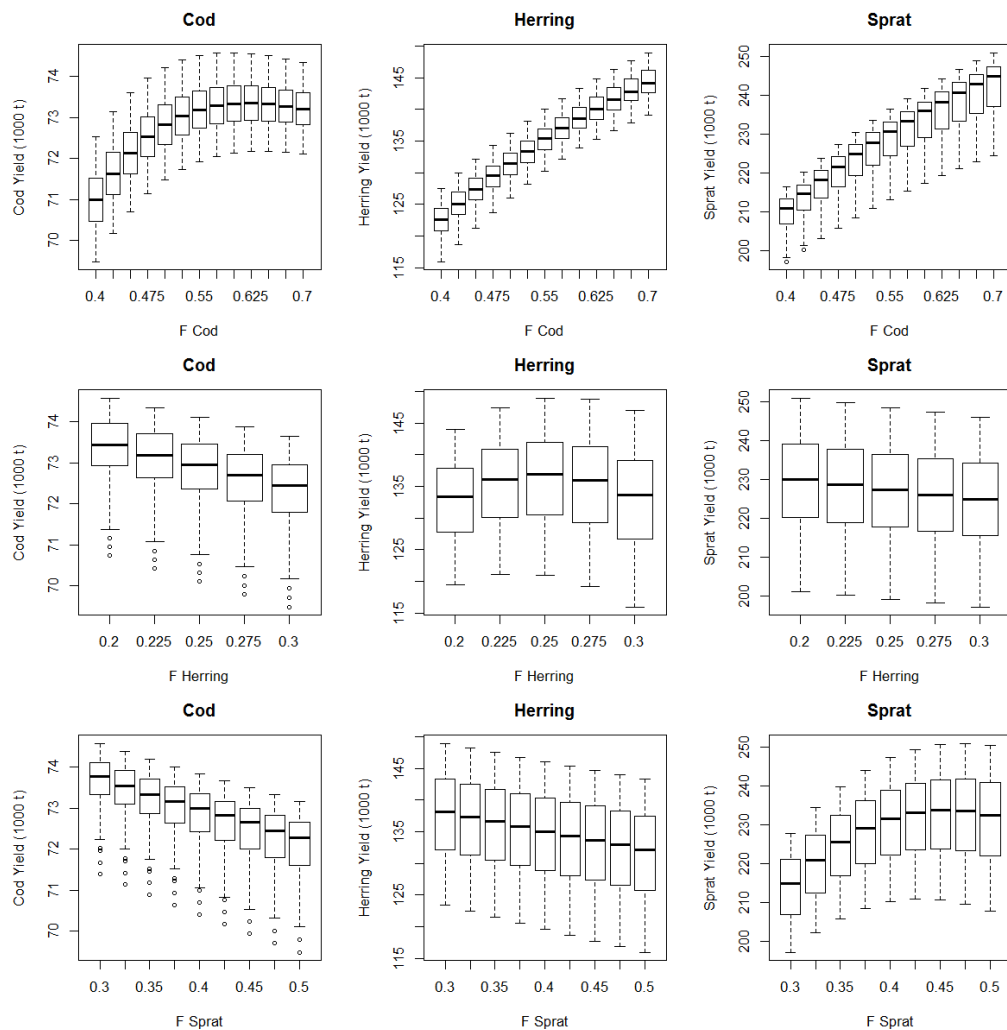 Cod
Herring
Sprat
Cod Yield (1000 t)
70 71 72 73 74
0.4 0.475 0.55 0.625 0.7
F Cod
Herring Yield (1000 t)
115 125 135 145
0.4 0.475 0.55 0.625 0.7
F Cod
Sprat Yield (1000 t)
200 210 220 230 240 250
0.4 0.475 0.55 0.625 0.7
F Cod
Cod
Herring
Sprat
Cod Yield (1000 t)
70 71 72 73 74
0.2 0.225 0.25 0.275 0.3
F Herring
Herring Yield (1000 t)
115 125 135 145
0.2 0.225 0.25 0.275 0.3
F Herring
Sprat Yield (1000 t)
200 210 220 230 240 250
0.2 0.225 0.25 0.275 0.3
F Herring
Cod
Herring
Sprat
Cod Yield (1000 t)
70 71 72 73 74
0.3 0.35 0.4 0.45 0.5
F Sprat
Herring Yield (1000 t)
115 125 135 145
0.3 0.35 0.4 0.45 0.5
F Sprat
Sprat Yield (1000 t)
200 210 220 230 240 250
0.3 0.35 0.4 0.45 0.5
F Sprat